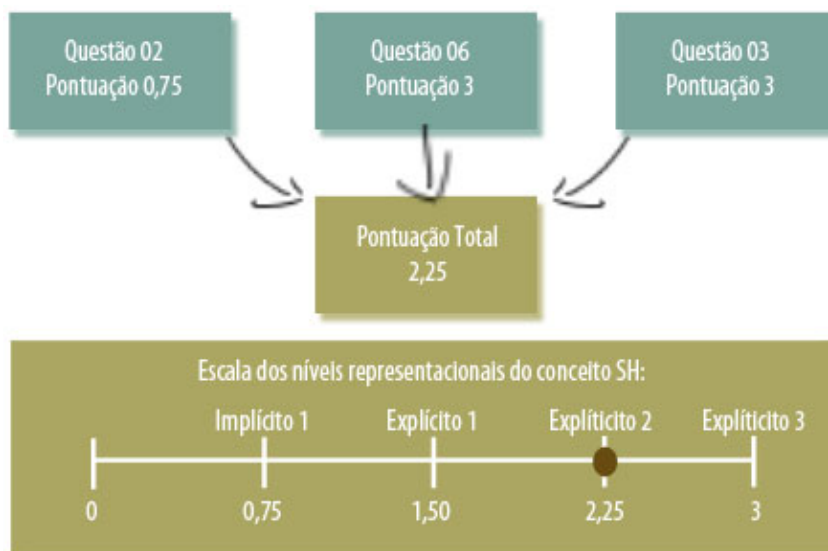 Questão 02
Pontuação 0,75
Questão 06
Pontuação 3
Questão 03
Pontuação 3
Pontuação Total
2,25
Escala dos níveis representacionais do conceito SH:
Implícito 1 Explícito 1 Explíticito 2 Explíticito 3
0 0,75 1,50 2,25 3